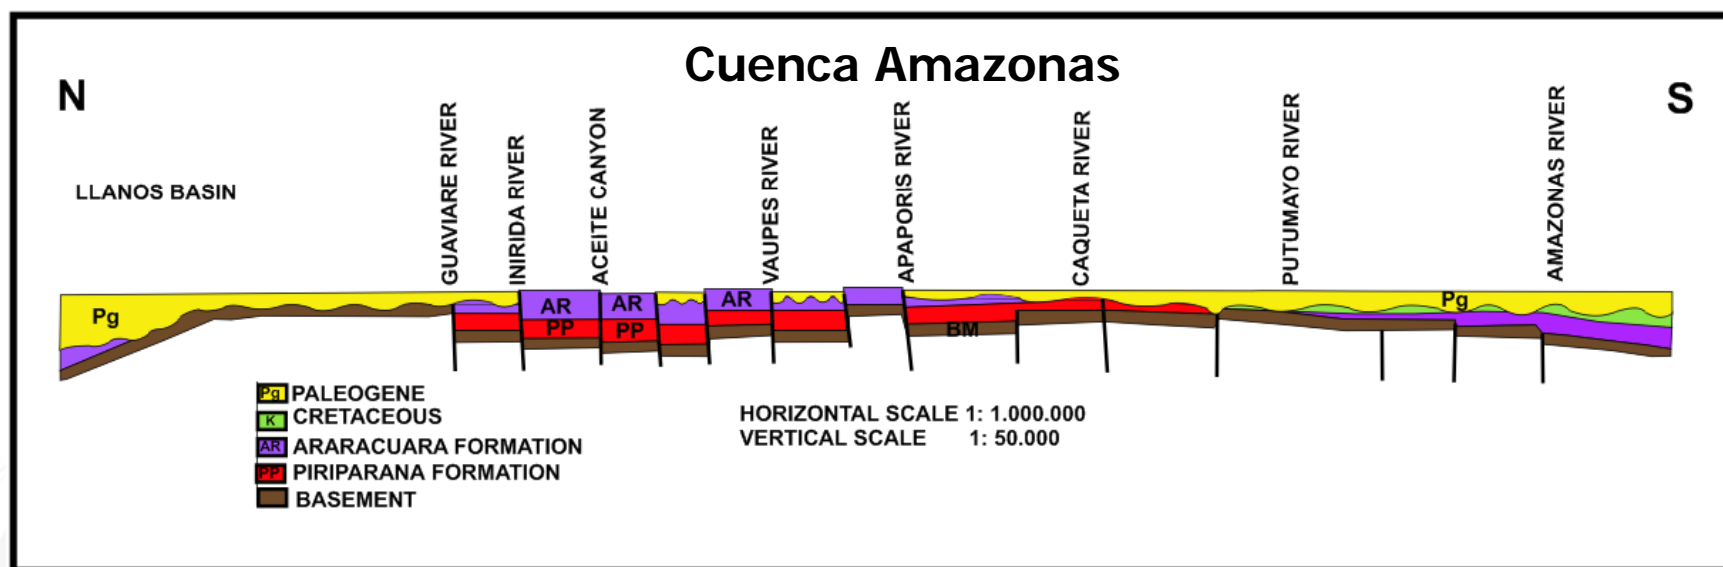 Cuenca Amazonas
N
S
LLANOS BASIN
GUAVIARE RIVER
INIRIDA RIVER
ACEITE CANYON
VAUPES RIVER
APAPORIS RIVER
CAQUETA RIVER
PUTUMAYO RIVER
AMAZONAS RIVER
Pg
AR
AR
AR
Pg
PP
PP
BM
Pg PALEOGENE
K CRETACEOUS
AR ARARACUARA FORMATION
PP PIRIPARANA FORMATION
BASEMENT
HORIZONTAL SCALE 1: 1.000.000
VERTICAL SCALE 1: 50.000